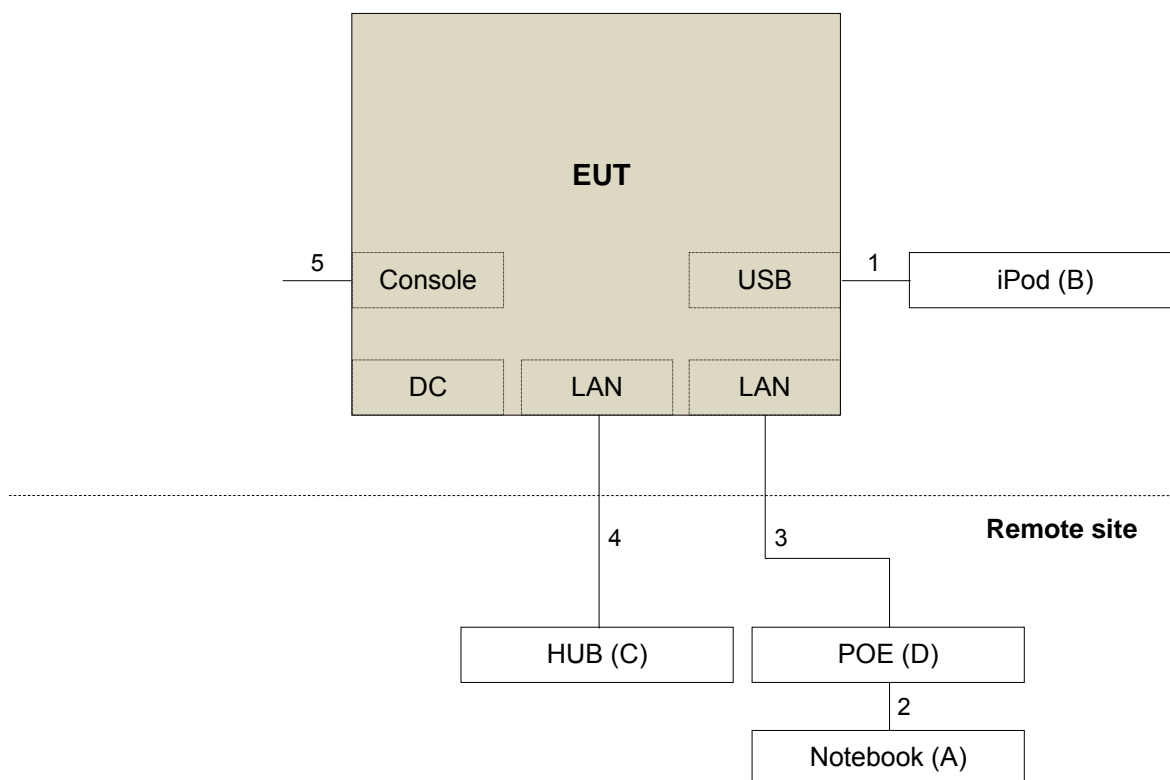 EUT
5
Console
USB
1
iPod (B)
DC
LAN
LAN
Remote site
4
3
HUB (C)
POE (D)
2
Notebook (A)